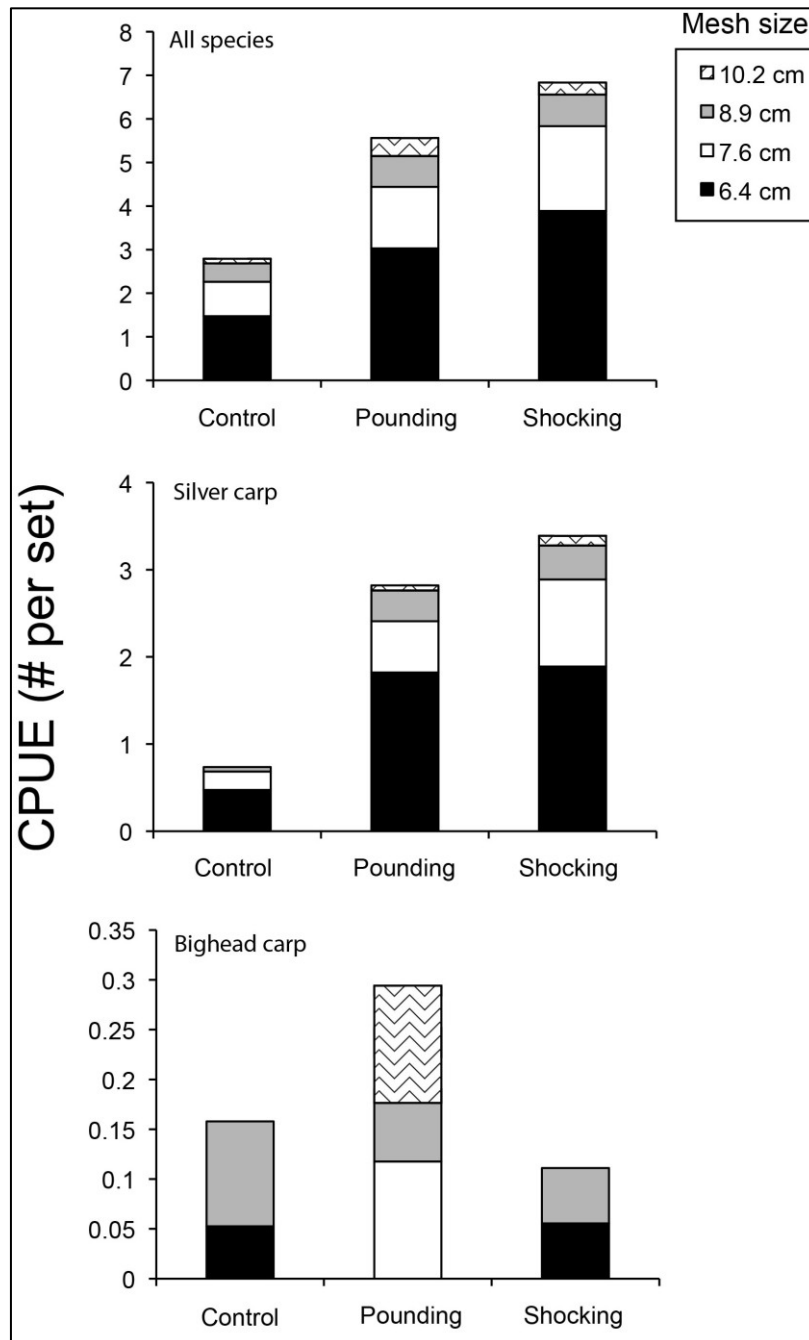 Mesh size
10.2 cm
8.9 cm
7.6 cm
6.4 cm
CPUE (# per set)
All species
8
7
6
5
4
3
2
1
0
Control Pounding Shocking
Silver carp
4
3
2
1
0
Control Pounding Shocking
Bighead carp
0.35
0.3
0.25
0.2
0.15
0.1
0.05
0
Control Pounding Shocking